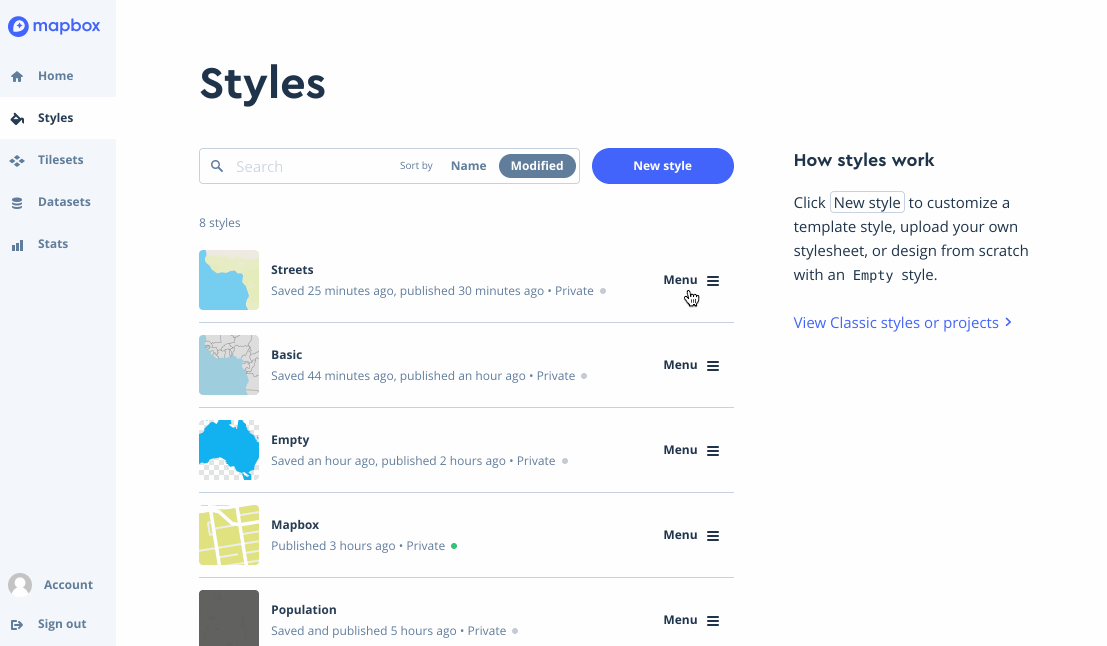 mapbox
Home
Styles
Tilesets
Datasets
Stats
Account
Sign out
Styles
Search
Sort by Name Modified
New style
8 styles
Streets
Saved 25 minutes ago, published 30 minutes ago • Private
Menu
Basic
Saved 44 minutes ago, published an hour ago • Private
Menu
Empty
Saved an hour ago, published 2 hours ago • Private
Menu
Mapbox
Published 3 hours ago • Private
Menu
Population
Saved and published 5 hours ago • Private
Menu
How styles work
Click New style to customize a
template style, upload your own
stylesheet, or design from scratch
with an Empty style.
View Classic styles or projects